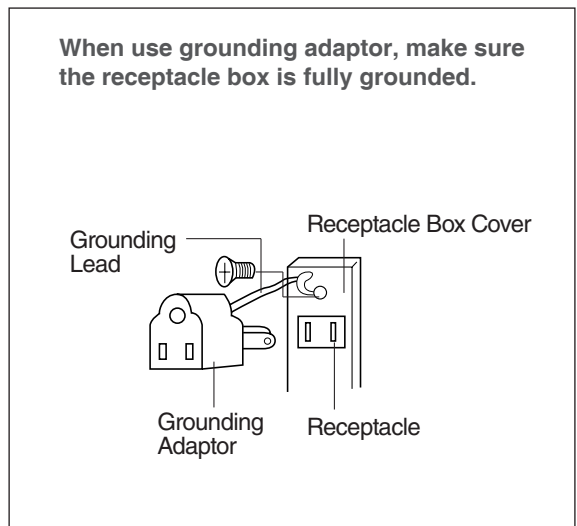 When use grounding adaptor, make sure
the receptacle box is fully grounded.
Receptacle Box Cover
Grounding
Lead
Grounding
Adaptor
Receptacle